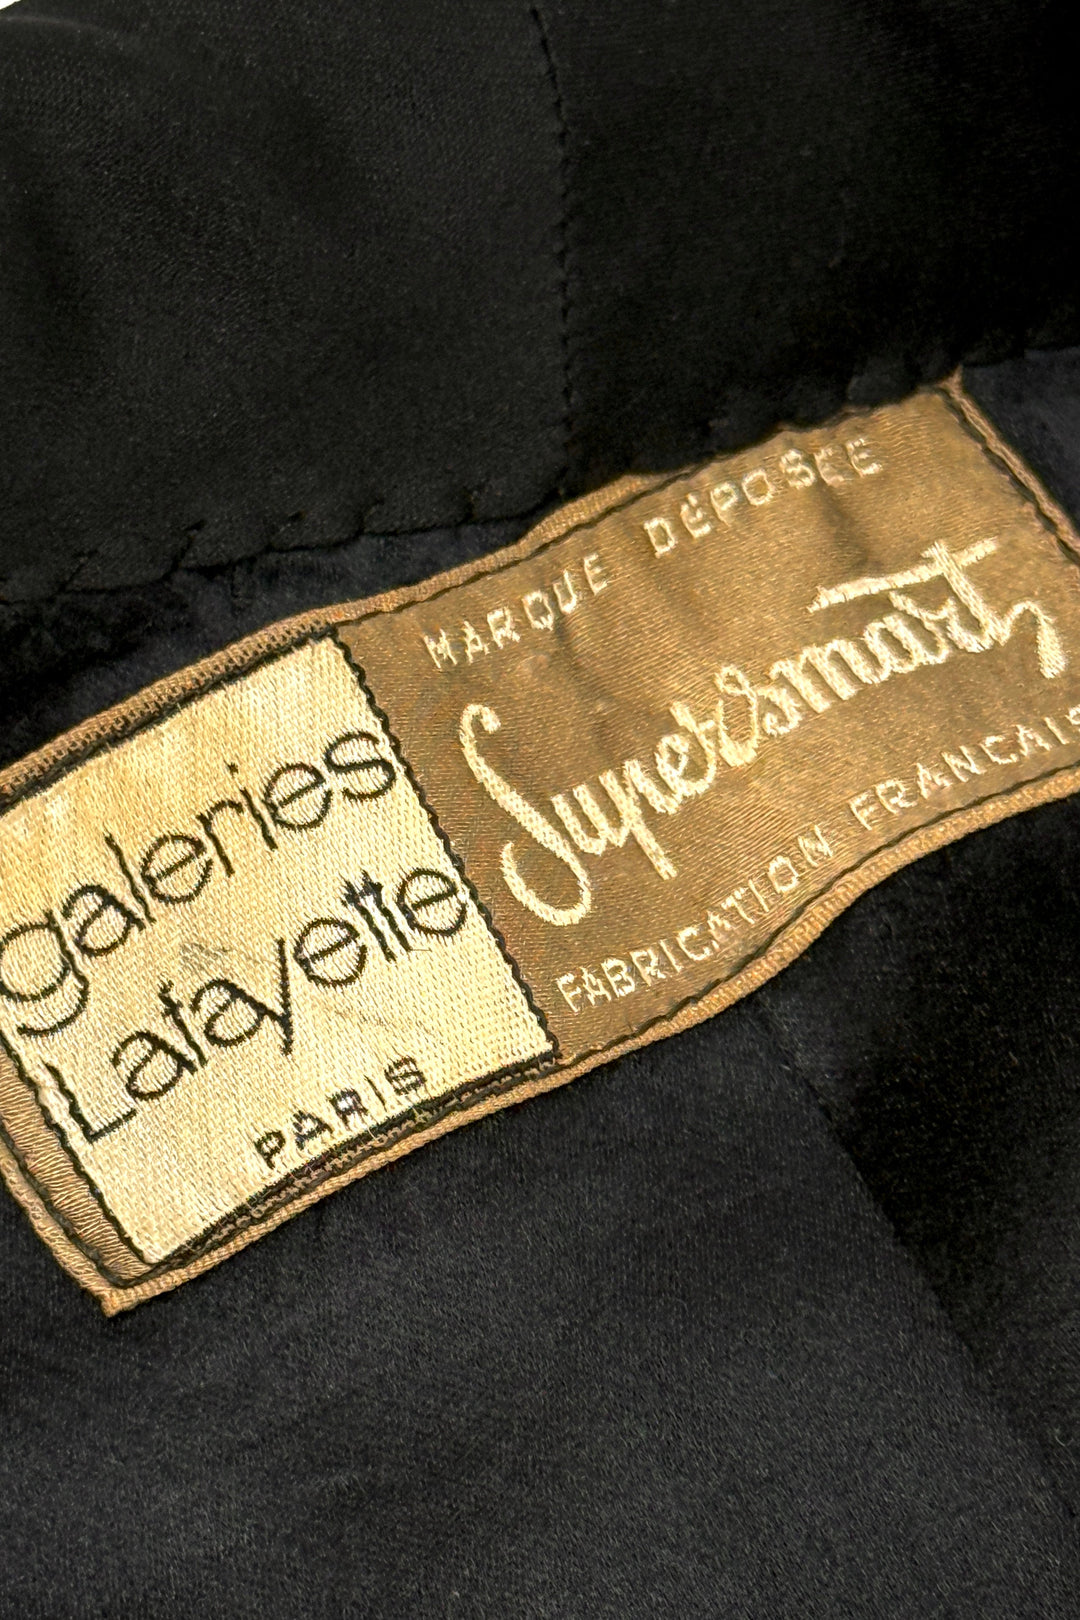 galeries
Lafayette
PARIS
MARQUE DÉPOSÉE
Supersmart
FABRICATION FRANCAIS